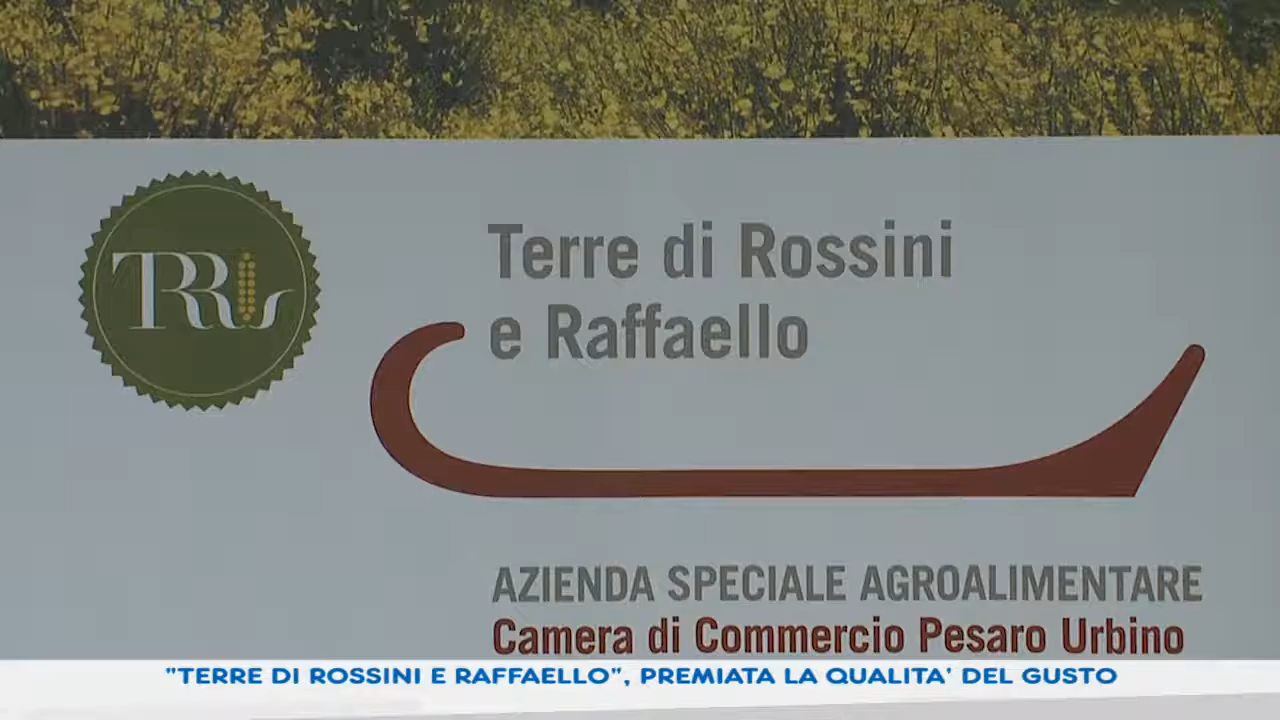 TRR
Terre di Rossini
e Raffaello
AZIENDA SPECIALE AGROALIMENTARE
Camera di Commercio Pesaro Urbino
"TERRE DI ROSSINI E RAFFAELLO", PREMIATA LA QUALITA' DEL GUSTO